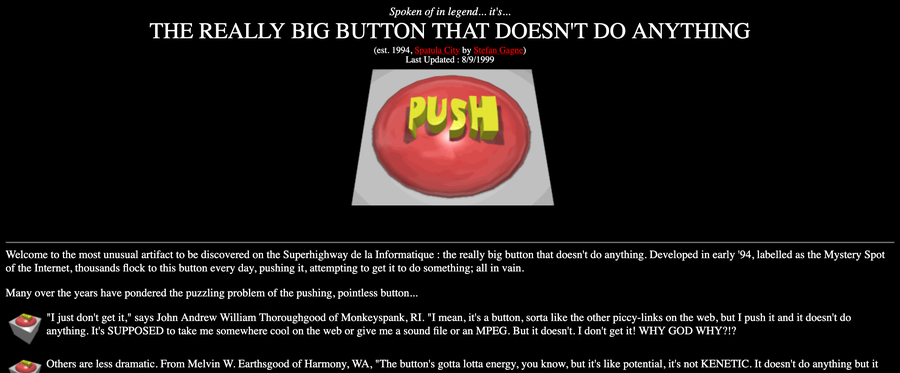 Spoken of in legend... it's...
THE REALLY BIG BUTTON THAT DOESN'T DO ANYTHING
(est. 1994, Spatula City by Stefan Gagne)
Last Updated : 8/9/1999
PUSH
Welcome to the most unusual artifact to be discovered on the Superhighway de la Informatique : the really big button that doesn't do anything. Developed in early '94, labelled as the Mystery Spot
of the Internet, thousands flock to this button every day, pushing it, attempting to get it to do something; all in vain.
Many over the years have pondered the puzzling problem of the pushing, pointless button...
"I just don't get it," says John Andrew William Thoroughgood of Monkeyspank, RI. "I mean, it's a button, sorta like the other piccy-links on the web, but I push it and it doesn't do
anything. It's SUPPOSED to take me somewhere cool on the web or give me a sound file or an MPEG. But it doesn't. I don't get it! WHY GOD WHY?!?
Others are less dramatic. From Melvin W. Earthsgood of Harmony, WA, "The button's gotta lotta energy, you know, but it's like potential, it's not KENETIC. It doesn't do anything but it